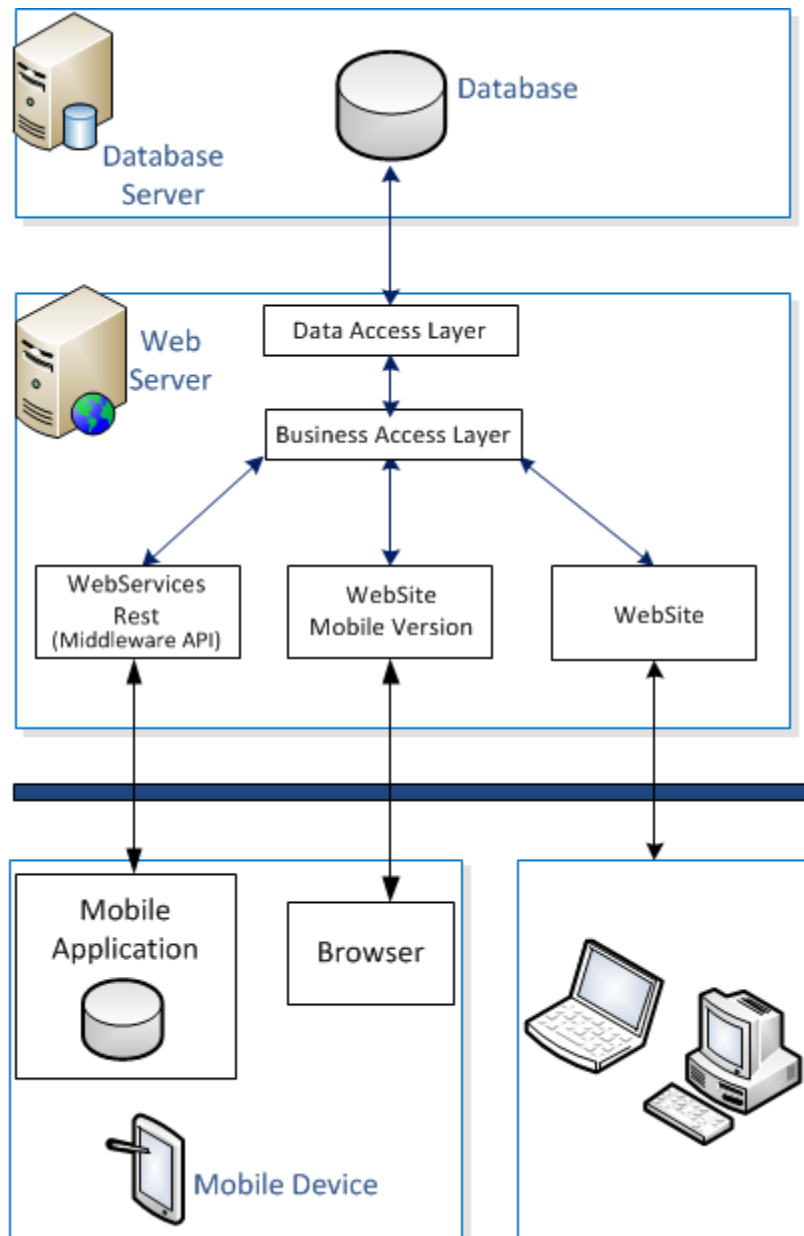 Database
Database
Server
Web
Server
Data Access Layer
Business Access Layer
WebServices
Rest
(Middleware API)
WebSite
Mobile Version
WebSite
Mobile
Application
Browser
Mobile Device